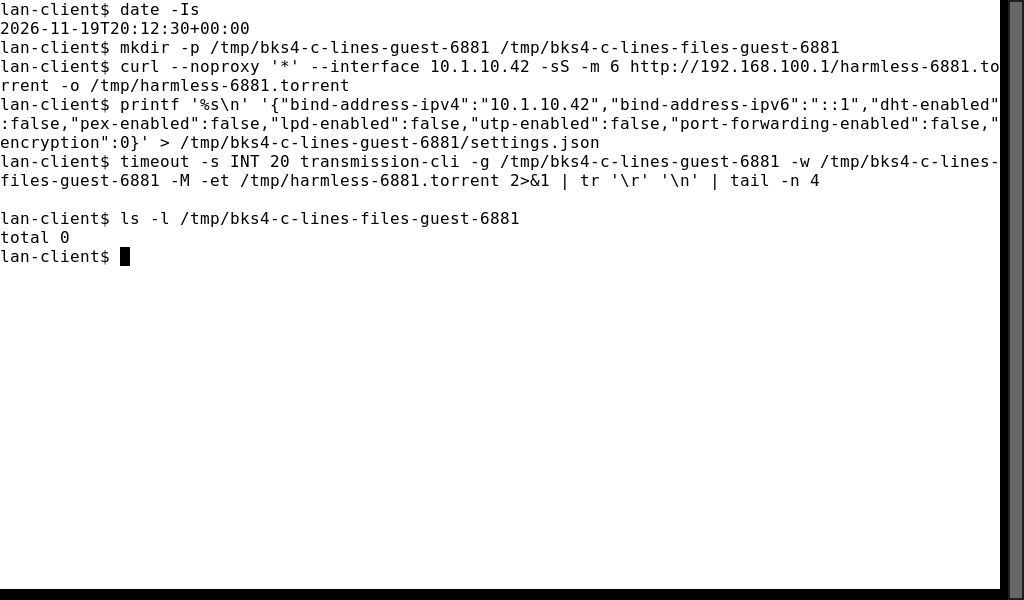 lan-client$ date -Is
2026-11-19T20:12:30+00:00
lan-client$ mkdir -p /tmp/bks4-c-lines-guest-6881 /tmp/bks4-c-lines-files-guest-6881
lan-client$ curl --noproxy '*' --interface 10.1.10.42 -sS -m 6 http://192.168.100.1/harmless-6881.to
rrent -o /tmp/harmless-6881.torrent
lan-client$ printf '%s\n' '{"bind-address-ipv4":"10.1.10.42","bind-address-ipv6":"::1","dht-enabled"
:false,"pex-enabled":false,"lpd-enabled":false,"utp-enabled":false,"port-forwarding-enabled":false,"
encryption":0}' > /tmp/bks4-c-lines-guest-6881/settings.json
lan-client$ timeout -s INT 20 transmission-cli -g /tmp/bks4-c-lines-guest-6881 -w /tmp/bks4-c-lines-
files-guest-6881 -M -et /tmp/harmless-6881.torrent 2>&1 | tr '\r' '\n' | tail -n 4
lan-client$ ls -l /tmp/bks4-c-lines-files-guest-6881
total 0
lan-client$